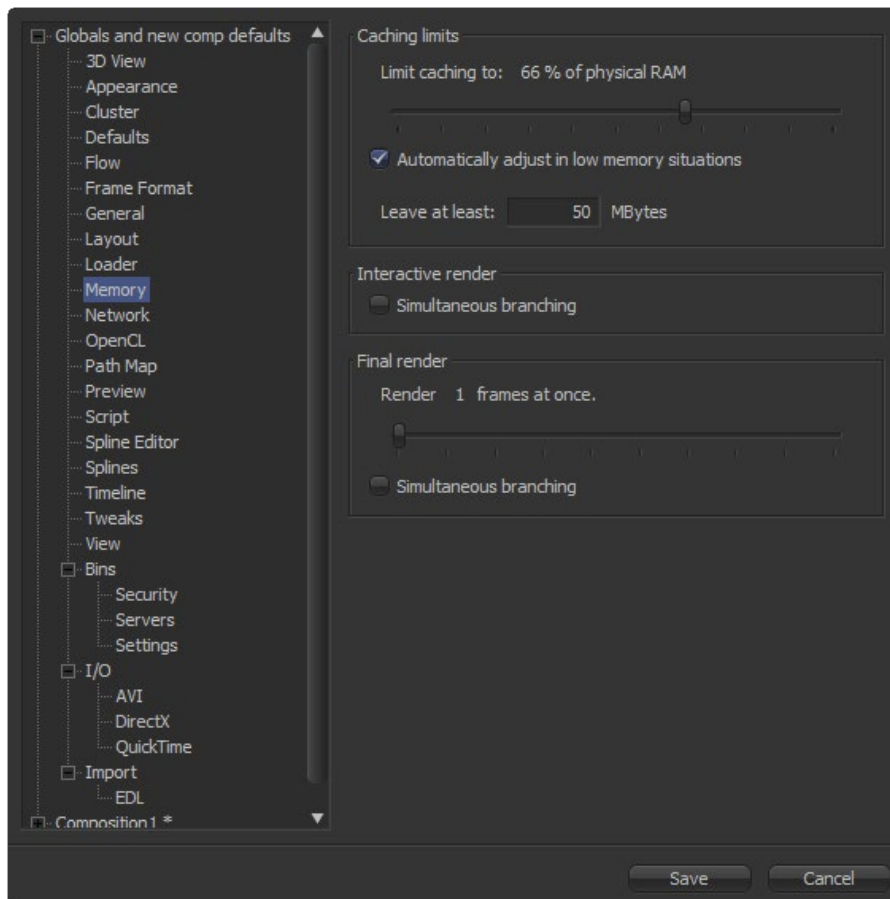 Globals and new comp defaults
3D View
Appearance
Cluster
Defaults
Flow
Frame Format
General
Layout
Loader
Memory
Network
OpenCL
Path Map
Preview
Script
Spline Editor
Splines
Timeline
Tweaks
View
Bins
Security
Servers
Settings
I/O
AVI
DirectX
QuickTime
Import
EDL
Composition1 *
Caching limits
Limit caching to: 66 % of physical RAM
Automatically adjust in low memory situations
Leave at least: 50 MBytes
Interactive render
Simultaneous branching
Final render
Render 1 frames at once.
Simultaneous branching
Save Cancel